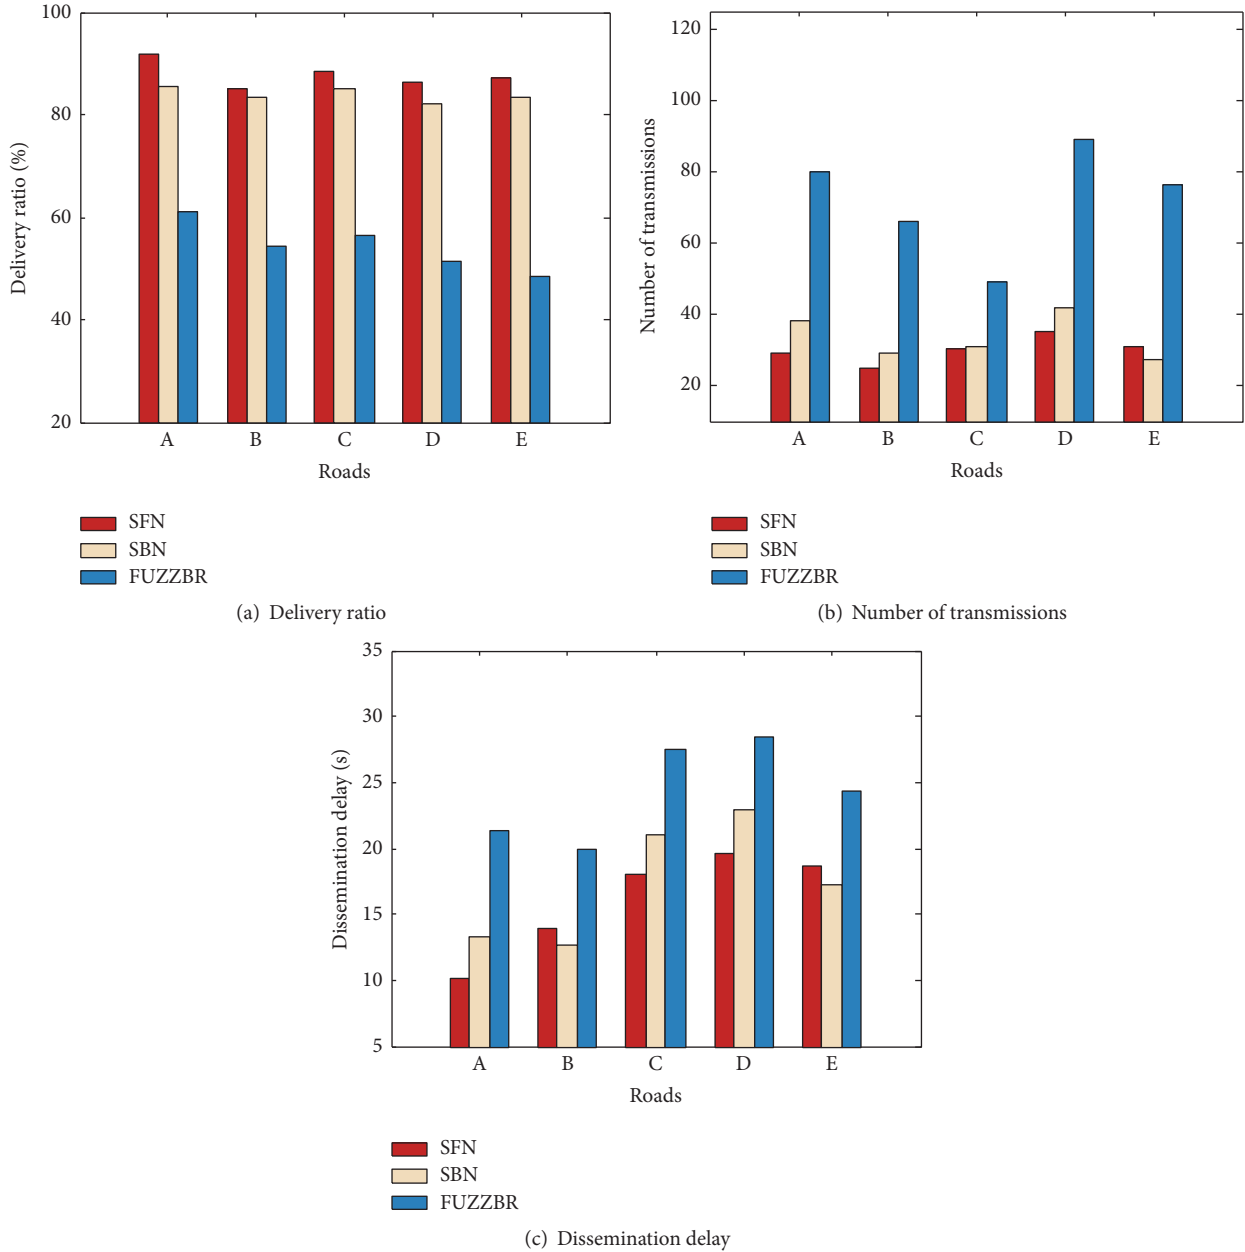 100
80
60
40
20
Delivery ratio (%)
A B C D E
Roads
SFN
SBN
FUZZBR
(a) Delivery ratio
120
100
80
60
40
20
Number of transmissions
A B C D E
Roads
SFN
SBN
FUZZBR
(b) Number of transmissions
35
30
25
20
15
10
5
Dissemination delay (s)
A B C D E
Roads
SFN
SBN
FUZZBR
(c) Dissemination delay